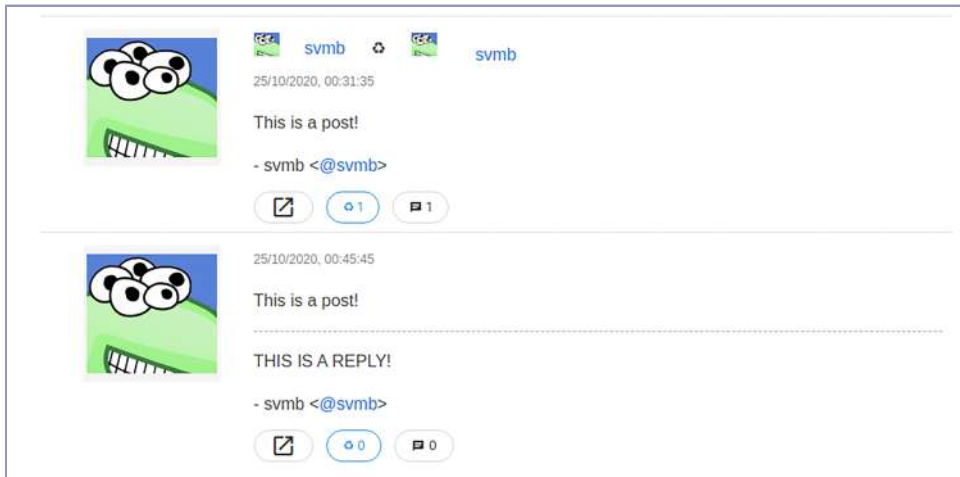 svmb ♻ svmb
25/10/2020, 00:31:35
This is a post!
- svmb <@svmb>
♻ 1 1
25/10/2020, 00:45:45
This is a post!
THIS IS A REPLY!
- svmb <@svmb>
♻ 0 0